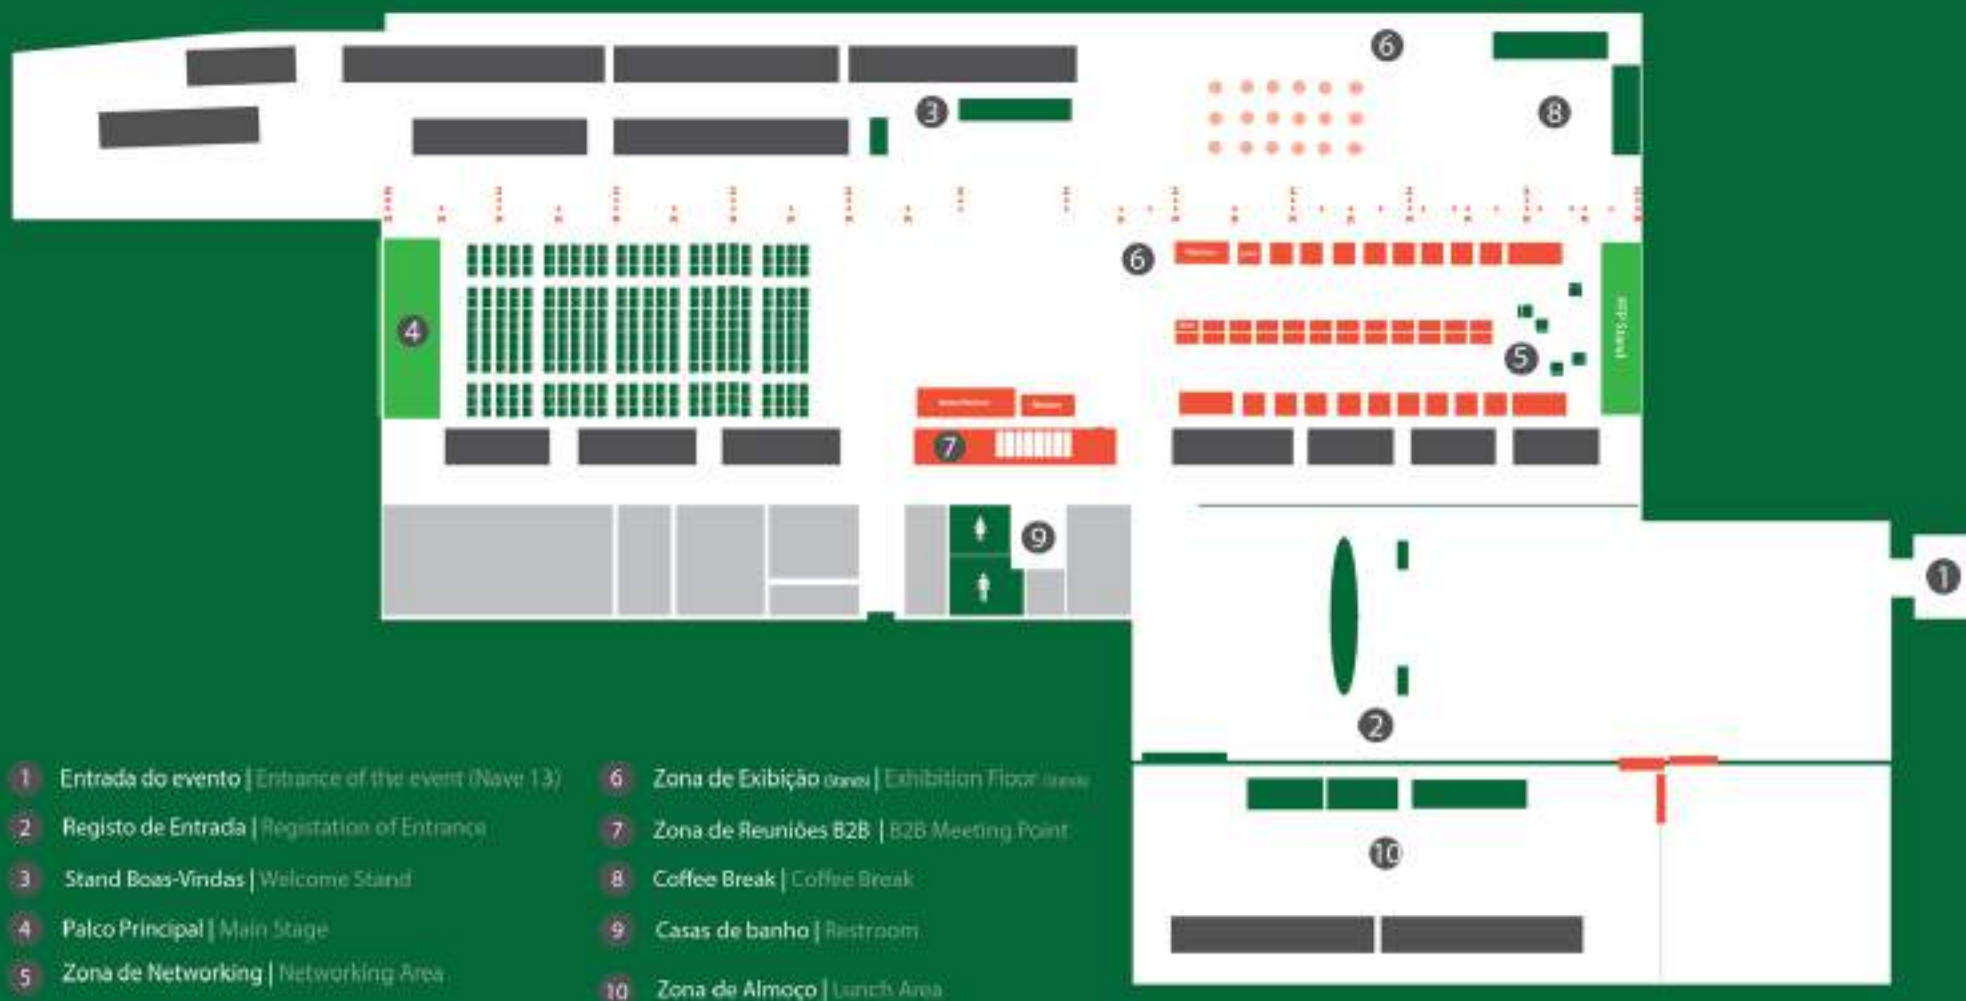 6
3
8
6
4
5
7
9
1
2
10
1 Entrada do evento | Entrance of the event (Nave 13)
2 Registo de Entrada | Registation of Entrance
3 Stand Boas-Vindas | Welcome Stand
4 Palco Principal | Main Stage
5 Zona de Networking | Networking Area
6 Zona de Exibição (Stands) | Exhibition Floor (Stands)
7 Zona de Reuniões B2B | B2B Meeting Point
8 Coffee Break | Coffee Break
9 Casas de banho | Restroom
10 Zona de Almoço | Lunch Area